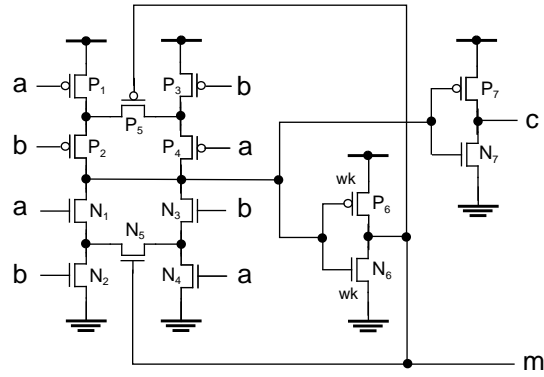 a P₁ P₃ b
P₅
b P₂ P₄ a
a N₁ N₃ b
N₅
b N₂ N₄ a
wk P₆
wk N₆
P₇
c
N₇
m